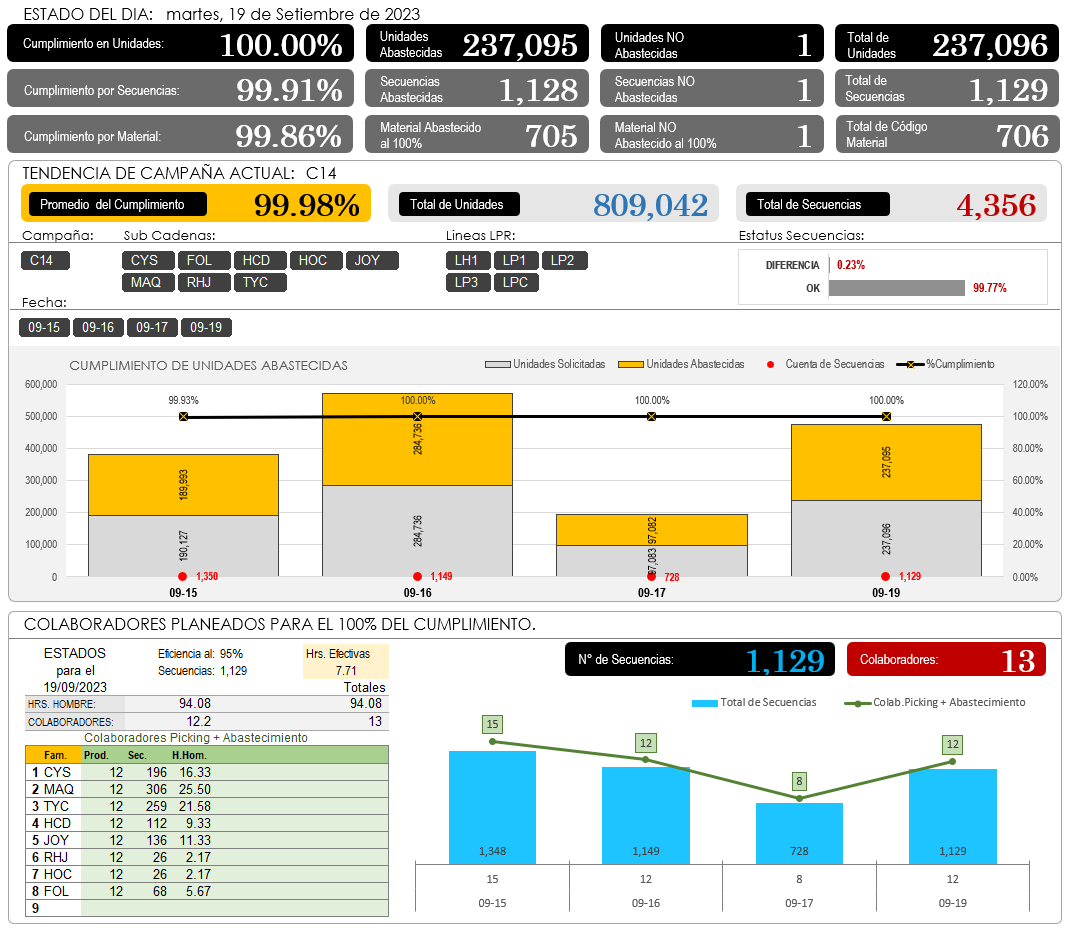 ESTADO DEL DIA: martes, 19 de Setiembre de 2023
Cumplimiento en Unidades: 100.00%
Unidades Abastecidas 237,095
Unidades NO Abastecidas 1
Total de Unidades 237,096
Cumplimiento por Secuencias: 99.91%
Secuencias Abastecidas 1,128
Secuencias NO Abastecidas 1
Total de Secuencias 1,129
Cumplimiento por Material: 99.86%
Material Abastecido al 100% 705
Material NO Abastecido al 100% 1
Total de Código Material 706
TENDENCIA DE CAMPAÑA ACTUAL: C14
Promedio del Cumplimiento 99.98%
Total de Unidades 809,042
Total de Secuencias 4,356
Campaña:
C14
Sub Cadenas:
CYS FOL HCD HOC JOY
MAQ RHJ TYC
Lineas LPR:
LH1 LP1 LP2
LP3 LPC
Estatus Secuencias:
DIFERENCIA 0.23%
OK 99.77%
Fecha:
09-15 09-16 09-17 09-19
CUMPLIMIENTO DE UNIDADES ABASTECIDAS
Unidades Solicitadas Unidades Abastecidas Cuenta de Secuencias %Cumplimiento
600,000 120.00%
99.93% 100.00% 100.00% 100.00%
500,000 100.00%
400,000 80.00%
300,000 60.00%
200,000 40.00%
100,000 20.00%
0 0.00%
189,993 284,736 97,082 237,095
190,127 284,736 97,083 237,096
1,350 1,149 728 1,129
09-15 09-16 09-17 09-19
COLABORADORES PLANEADOS PARA EL 100% DEL CUMPLIMIENTO.
ESTADOS
para el
19/09/2023
Eficiencia al: 95%
Secuencias: 1,129
Hrs. Efectivas
7.71
Totales
HRS. HOMBRE: 94.08 94.08
COLABORADORES: 12.2 13
Colaboradores Picking + Abastecimiento
Fam. Prod. Sec. H.Hom.
1 CYS 12 196 16.33
2 MAQ 12 306 25.50
3 TYC 12 259 21.58
4 HCD 12 112 9.33
5 JOY 12 136 11.33
6 RHJ 12 26 2.17
7 HOC 12 26 2.17
8 FOL 12 68 5.67
9
N° de Secuencias: 1,129
Colaboradores: 13
Total de Secuencias Colab.Picking + Abastecimiento
15 12 8 12
1,348 1,149 728 1,129
15 12 8 12
09-15 09-16 09-17 09-19